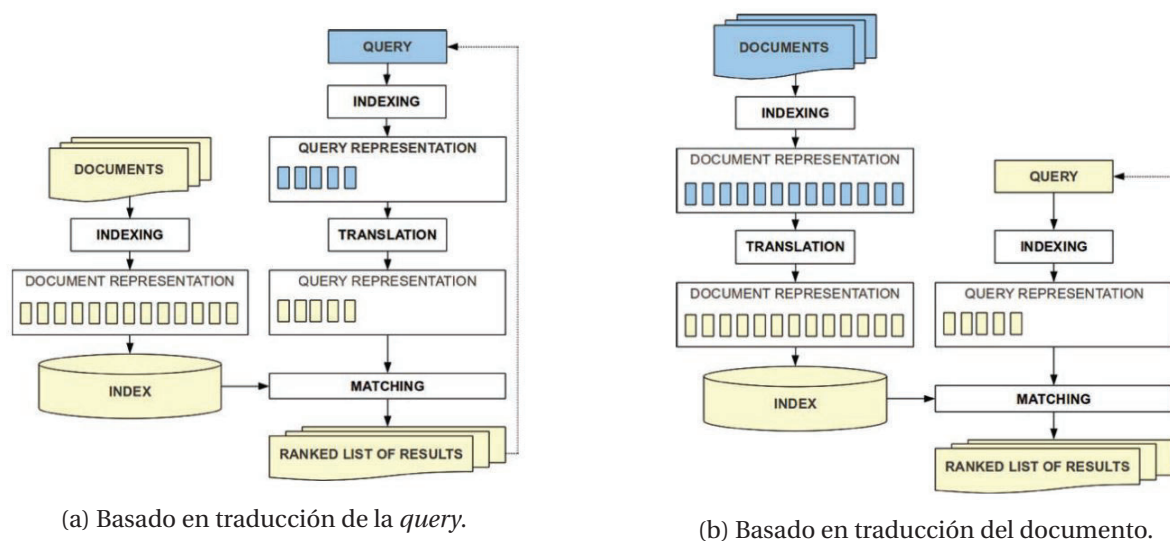 QUERY
INDEXING
QUERY REPRESENTATION
TRANSLATION
QUERY REPRESENTATION
DOCUMENTS
INDEXING
DOCUMENT REPRESENTATION
INDEX
MATCHING
RANKED LIST OF RESULTS
(a) Basado en traducción de la query.
DOCUMENTS
INDEXING
DOCUMENT REPRESENTATION
TRANSLATION
DOCUMENT REPRESENTATION
INDEX
QUERY
INDEXING
QUERY REPRESENTATION
MATCHING
RANKED LIST OF RESULTS
(b) Basado en traducción del documento.